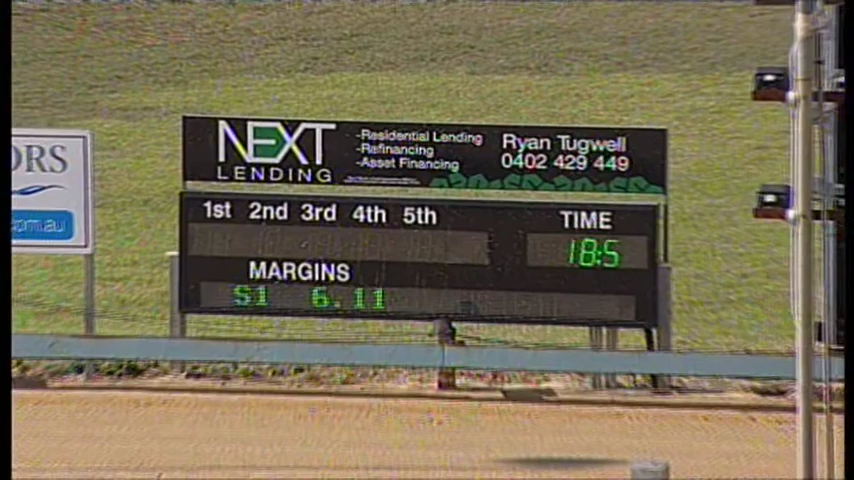 ORS
om.au
NEXT
LENDING
-Residential Lending
-Refinancing
-Asset Financing
Ryan Tugwell
0402 429 449
1st 2nd 3rd 4th 5th
TIME
18:5
MARGINS
S1 6.11